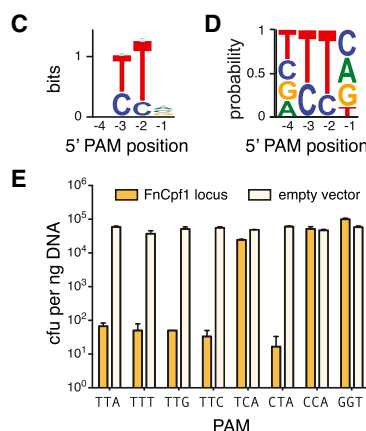 C
bits
1
0
T T
C C
-4 -3 -2 -1
5' PAM position
D
probability
1
0.5
0
T T T C
C C C A
G G
A T
-4 -3 -2 -1
5' PAM position
E
FnCpf1 locus empty vector
cfu per ng DNA
10⁶
10⁵
10⁴
10³
10²
10¹
10⁰
TTA TTT TTG TTC TCA CTA CCA GGT
PAM